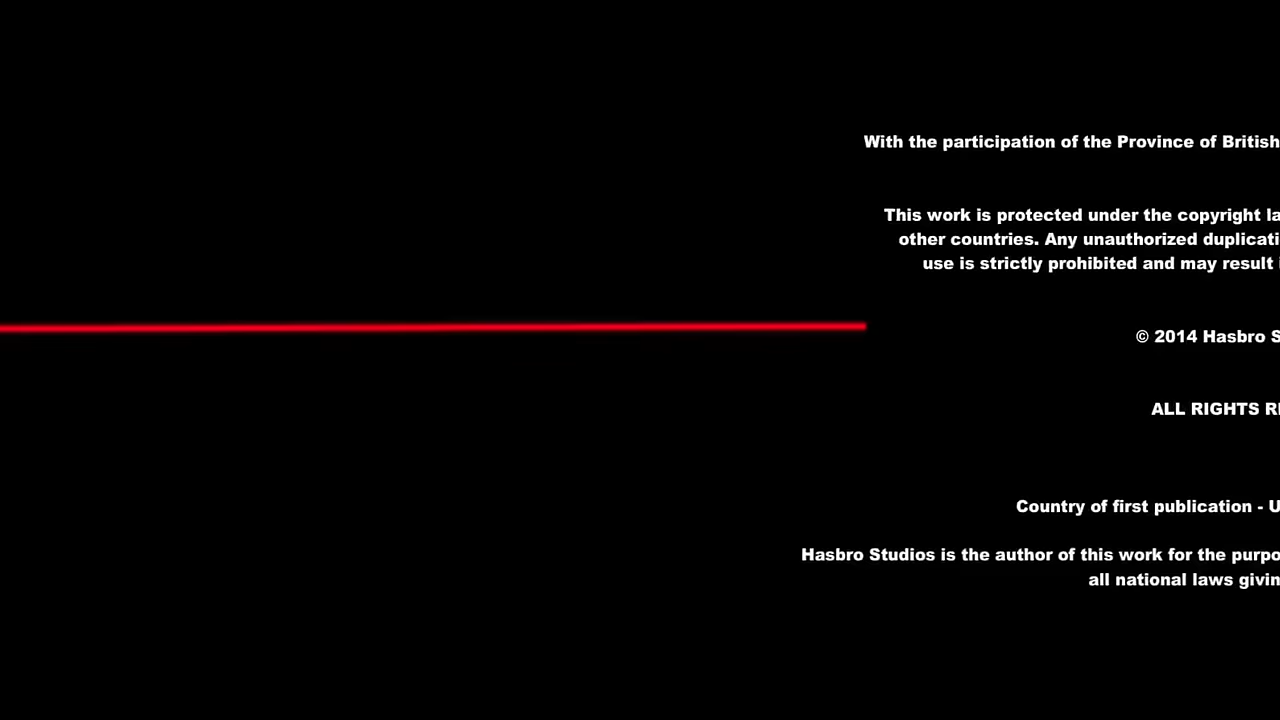 With the participation of the Province of British
This work is protected under the copyright la
other countries. Any unauthorized duplicati
use is strictly prohibited and may result
© 2014 Hasbro S
ALL RIGHTS R
Country of first publication - U
Hasbro Studios is the author of this work for the purpo
all national laws givin